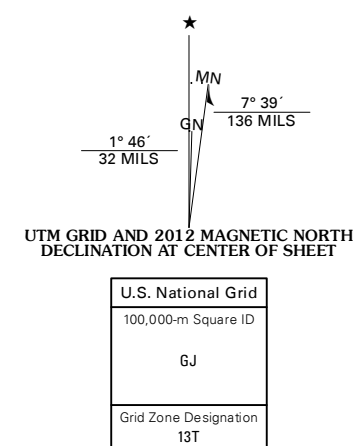 ★
MN
GN
7° 39´
136 MILS
1° 46´
32 MILS
UTM GRID AND 2012 MAGNETIC NORTH
DECLINATION AT CENTER OF SHEET
U.S. National Grid
100,000-m Square ID
GJ
Grid Zone Designation
13T